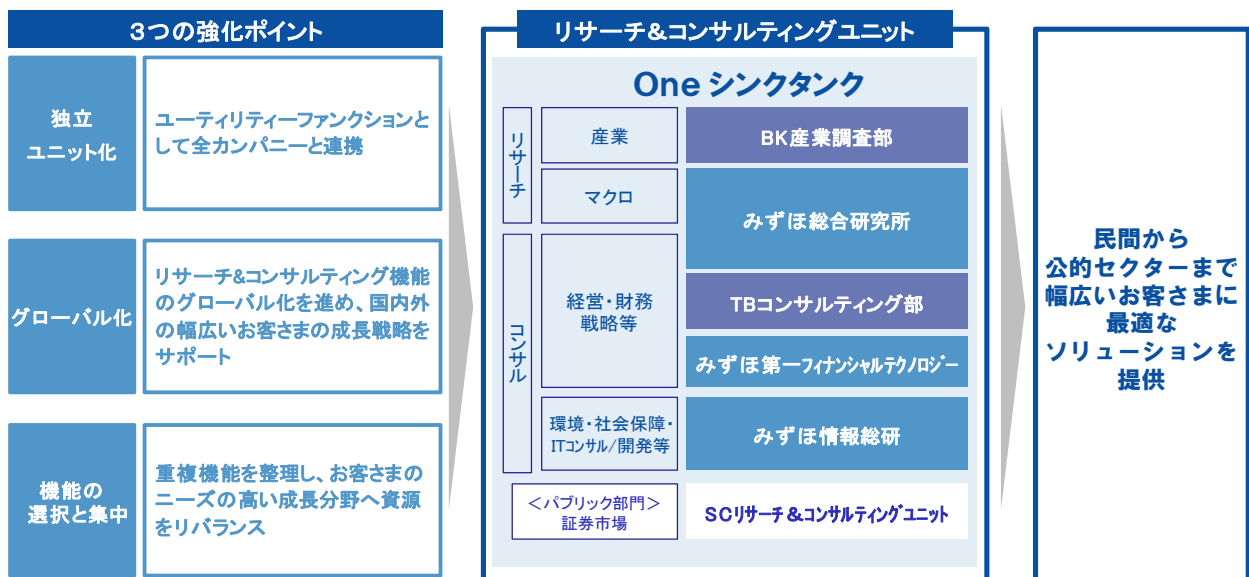 3つの強化ポイント
独立
ユニット化
ユーティリティーファンクションと
して全カンパニーと連携
グローバル化
リサーチ&コンサルティング機能
のグローバル化を進め、国内外
の幅広いお客さまの成長戦略を
サポート
機能の
選択と集中
重複機能を整理し、お客さまの
ニーズの高い成長分野へ資源
をリバランス
リサーチ&コンサルティングユニット
One シンクタンク
リサーチ
産業
BK産業調査部
マクロ
みずほ総合研究所
コンサル
経営・財務
戦略等
TBコンサルティング部
みずほ第一フィナンシャルテクノロジー
環境・社会保障・
ITコンサル/開発等
みずほ情報総研
＜パブリック部門＞
証券市場
SCリサーチ&コンサルティングユニット
民間から
公的セクターまで
幅広いお客さまに
最適な
ソリューションを
提供